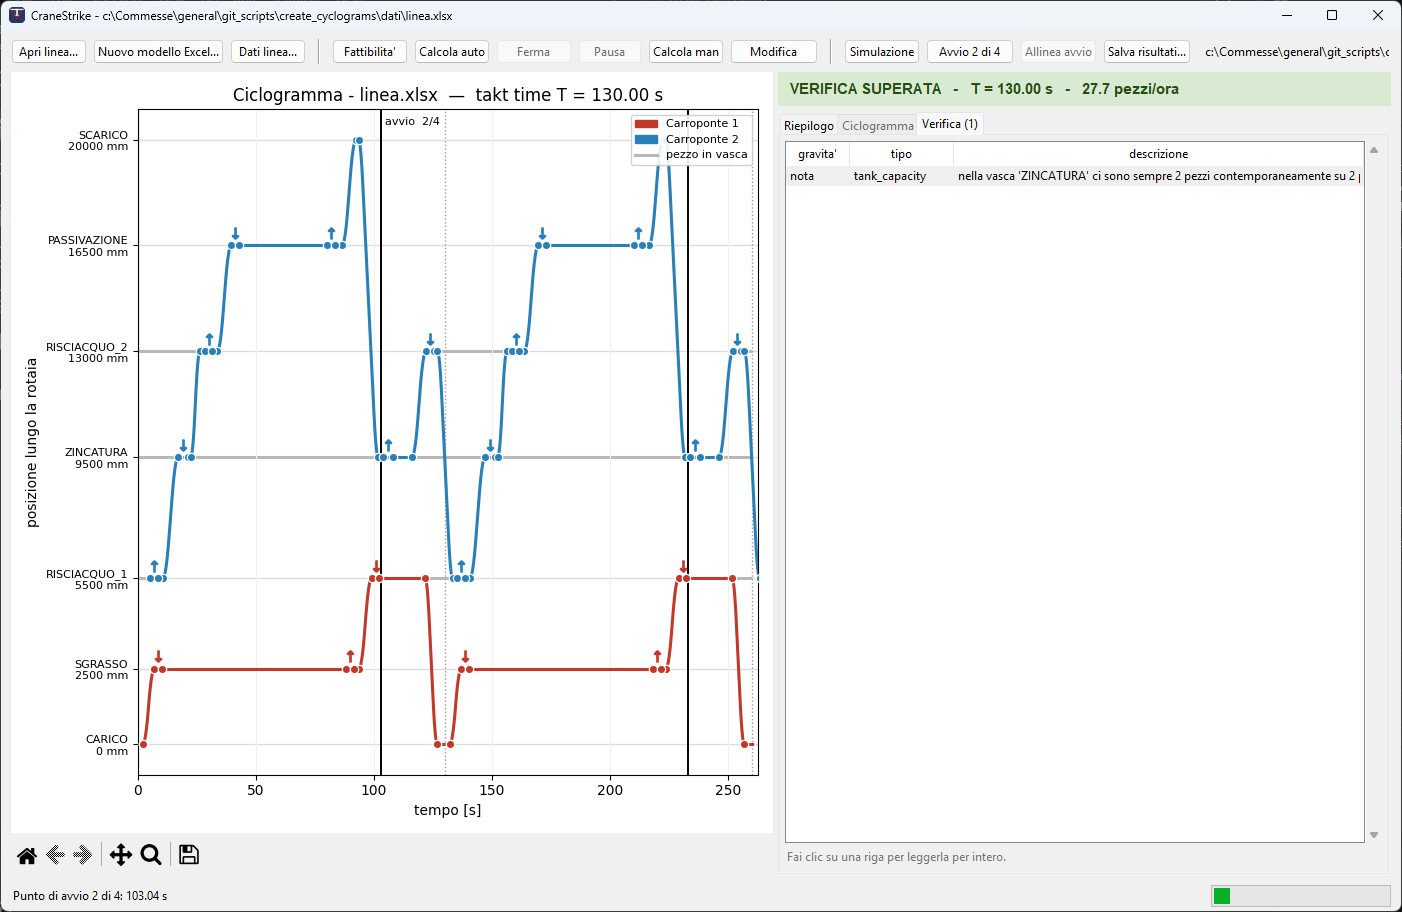 CraneStrike - c:\Commesse\general\git_scripts\create_cyclograms\dati\linea.xlsx
Apri linea... Nuovo modello Excel... Dati linea... Fattibilita' Calcola auto Ferma Pausa Calcola man Modifica Simulazione Avvio 2 di 4 Allinea avvio Salva risultati... c:\Commesse\general\git_scripts\c
Ciclogramma - linea.xlsx — takt time T = 130.00 s
avvio 2/4
Carroponte 1
Carroponte 2
pezzo in vasca
posizione lungo la rotaia
SCARICO
20000 mm
PASSIVAZIONE
16500 mm
RISCIACQUO_2
13000 mm
ZINCATURA
9500 mm
RISCIACQUO_1
5500 mm
SGRASSO
2500 mm
CARICO
0 mm
0 50 100 150 200 250
tempo [s]
VERIFICA SUPERATA - T = 130.00 s - 27.7 pezzi/ora
Riepilogo Ciclogramma Verifica (1)
gravita' tipo descrizione
nota tank_capacity nella vasca 'ZINCATURA' ci sono sempre 2 pezzi contemporaneamente su 2
Fai clic su una riga per leggerla per intero.
Punto di avvio 2 di 4: 103.04 s